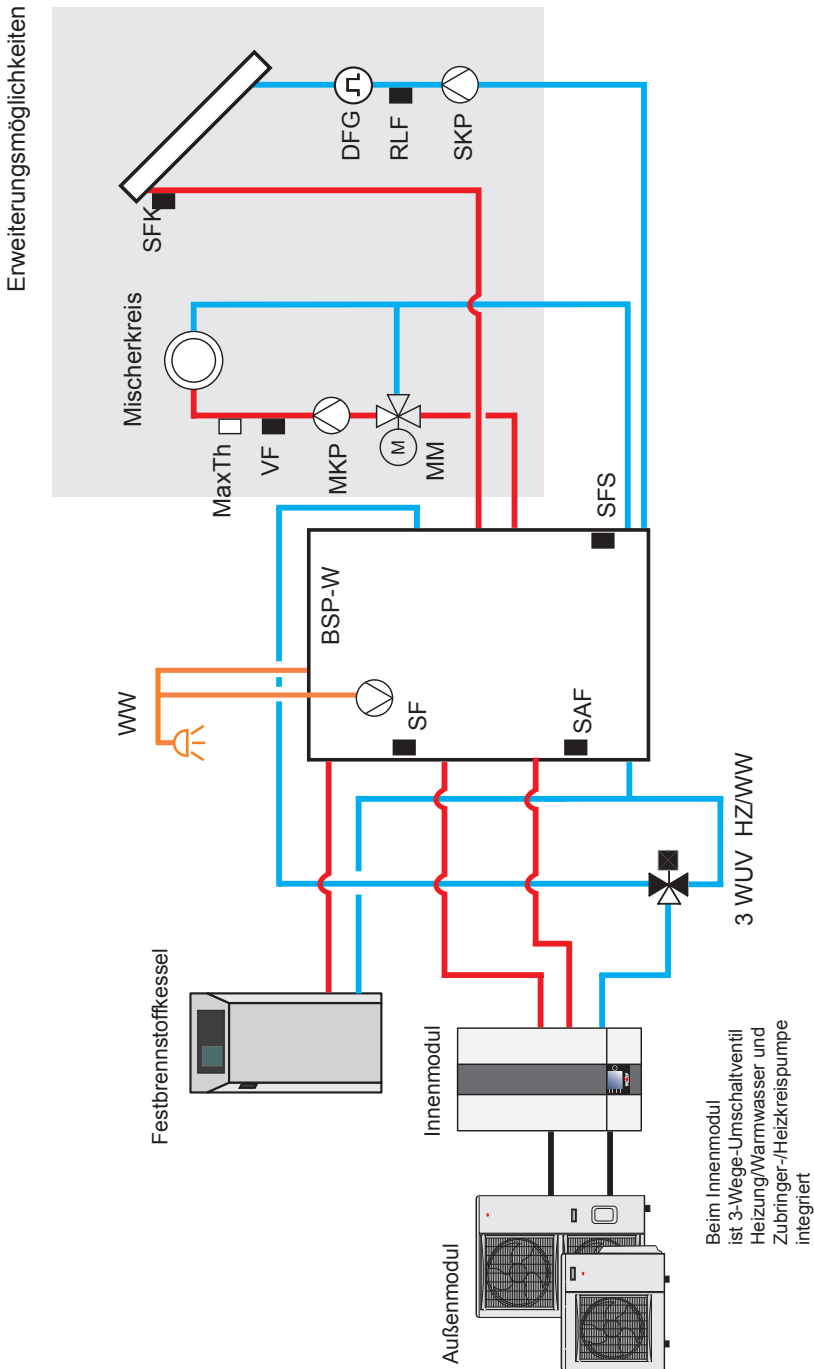 Erweiterungsmöglichkeiten
SFK
DFG
RLF
SKP
Mischerkreis
MaxTh
VF
MKP
M
MM
WW
BSP-W
SF
SFS
SAF
3 WUV HZ/WW
Festbrennstoffkessel
Innenmodul
Außenmodul
Beim Innenmodul
ist 3-Wege-Umschaltventil
Heizung/Warmwasser und
Zubringer-/Heizkreispumpe
integriert